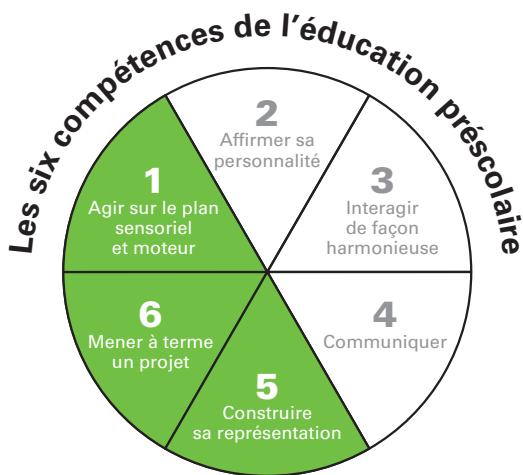 Les six compétences de l'éducation préscolaire
1
Agir sur le plan
sensoriel
et moteur
2
Affirmer sa
personnalité
3
Interagir
de façon
harmonieuse
4
Communiquer
5
Construire
sa représentation
6
Mener à terme
un projet